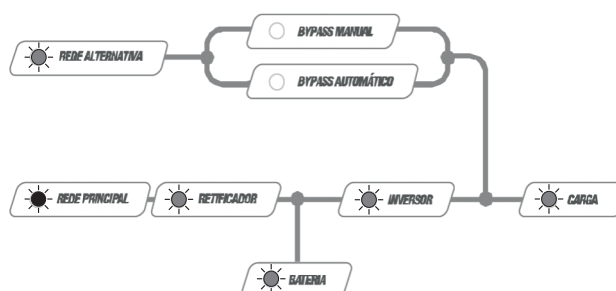 BYPASS MANUAL
REDE ALTERNATIVA
BYPASS AUTOMÁTICO
REDE PRINCIPAL
RETIFICADOR
INVERSOR
CARGA
BATERIA